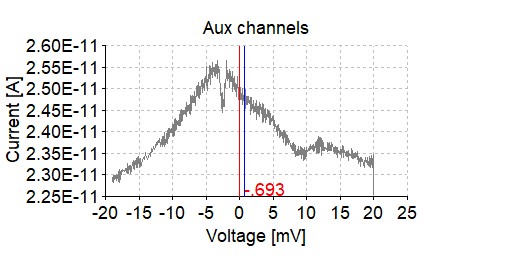 Aux channels
2.60E-11
2.55E-11
2.50E-11
2.45E-11
2.40E-11
2.35E-11
2.30E-11
2.25E-11
Current [A]
-.693
-20 -15 -10 -5 0 5 10 15 20 25
Voltage [mV]